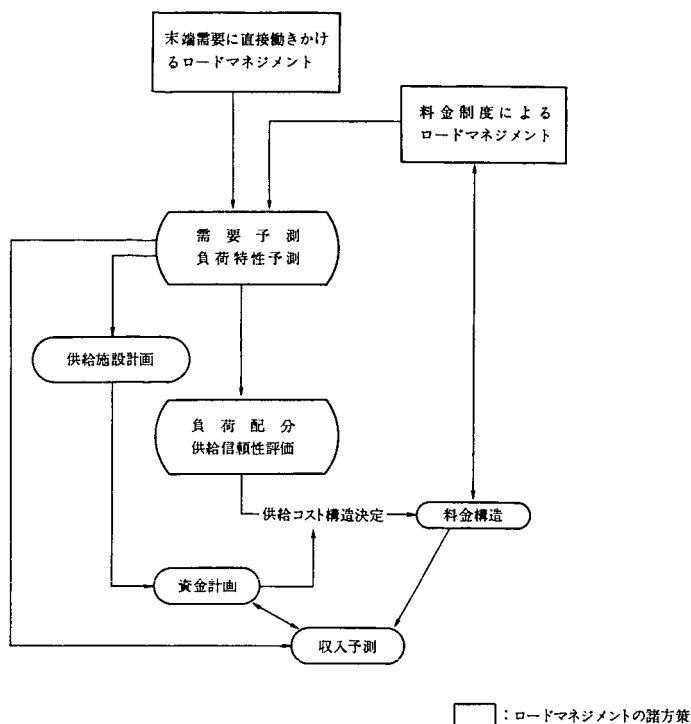 末端需要に直接働きかけ
るロードマネジメント
料金制度による
ロードマネジメント
需要予測
負荷特性予測
供給施設計画
負荷配分
供給信頼性評価
供給コスト構造決定
料金構造
資金計画
収入予測
：ロードマネジメントの諸方策